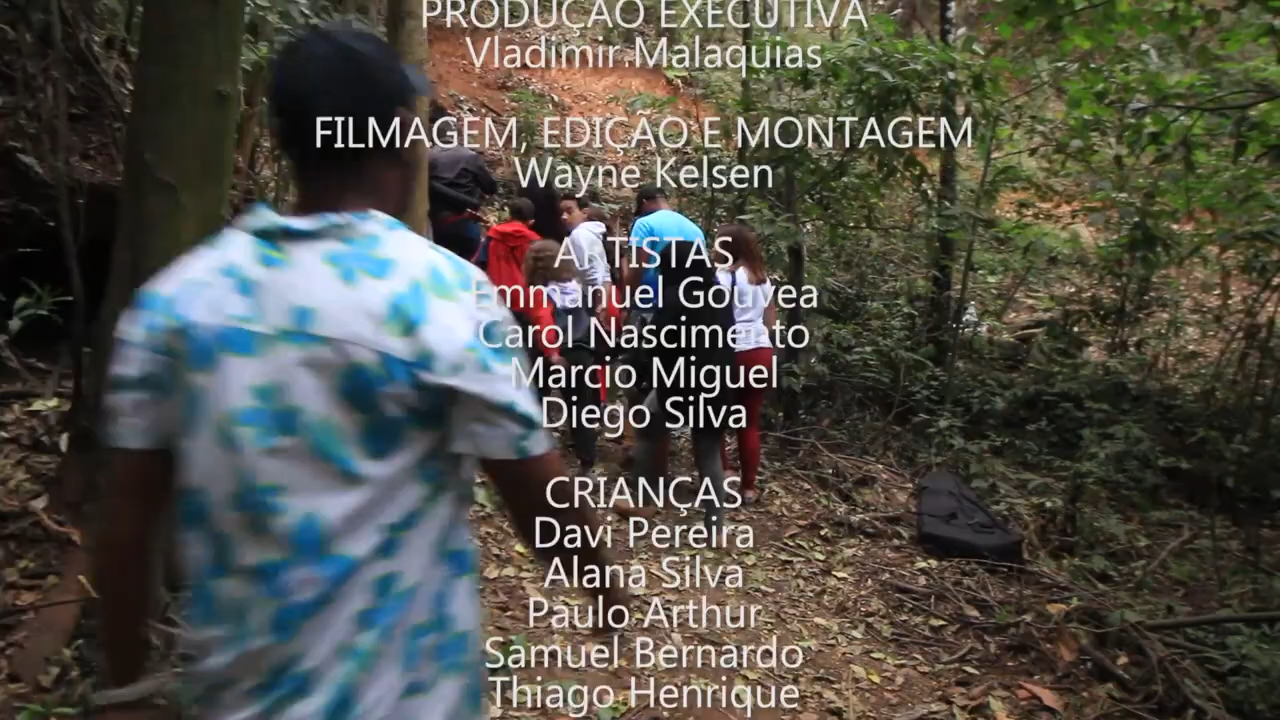 PRODUÇÃO EXECUTIVA
Vladimir Malaquias
FILMAGEM, EDIÇÃO E MONTAGEM
Wayne Kelsen
ARTISTAS
Emmanuel Gouvea
Carol Nascimento
Marcio Miguel
Diego Silva
CRIANÇAS
Davi Pereira
Alana Silva
Paulo Arthur
Samuel Bernardo
Thiago Henrique